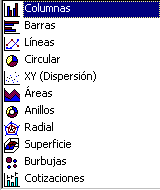 Columnas
Barras
Líneas
Circular
XY (Dispersión)
Áreas
Anillos
Radial
Superficie
Burbujas
Cotizaciones